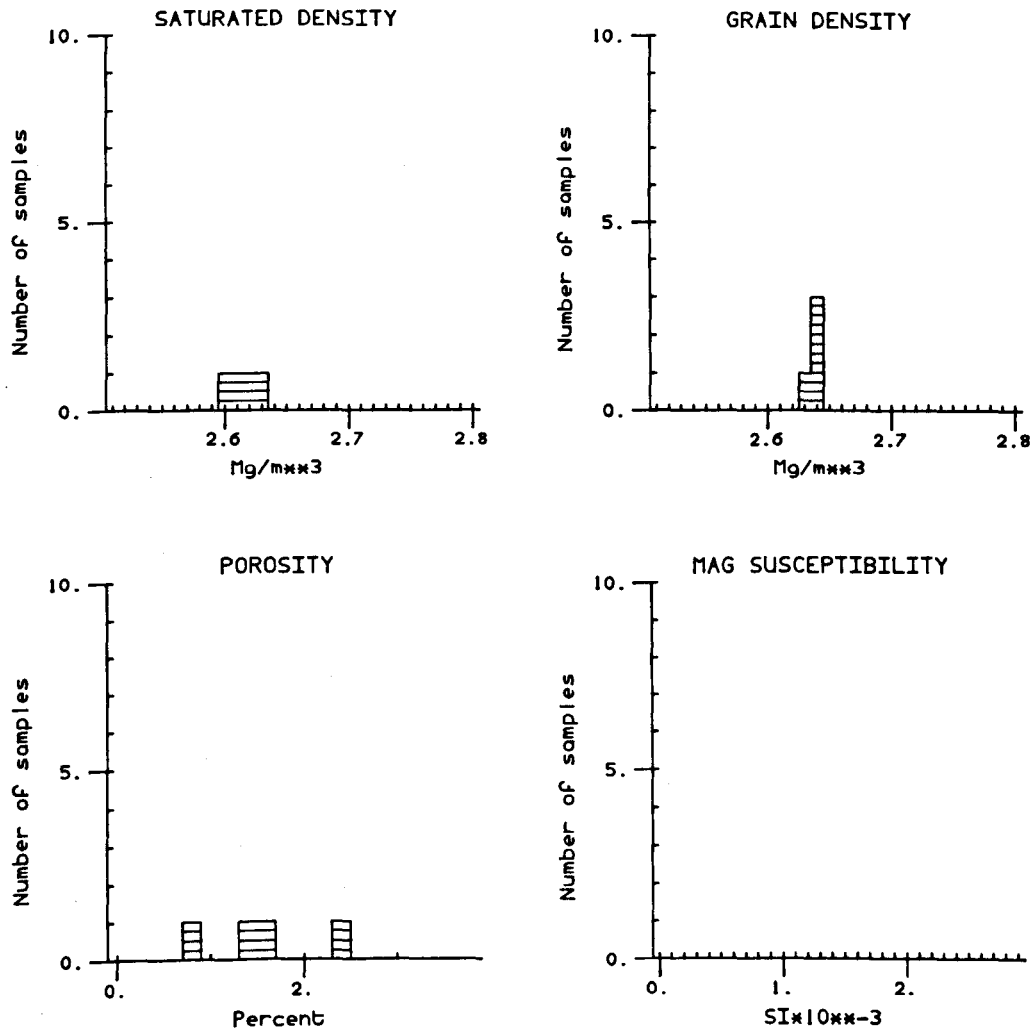 SATURATED DENSITY
10.
5.
0.
Number of samples
2.6 2.7 2.8
Mg/m**3
GRAIN DENSITY
10.
5.
0.
Number of samples
2.6 2.7 2.8
Mg/m**3
POROSITY
10.
5.
0.
Number of samples
0. 2.
Percent
MAG SUSCEPTIBILITY
10.
5.
0.
Number of samples
0. 1. 2.
SI*10**-3